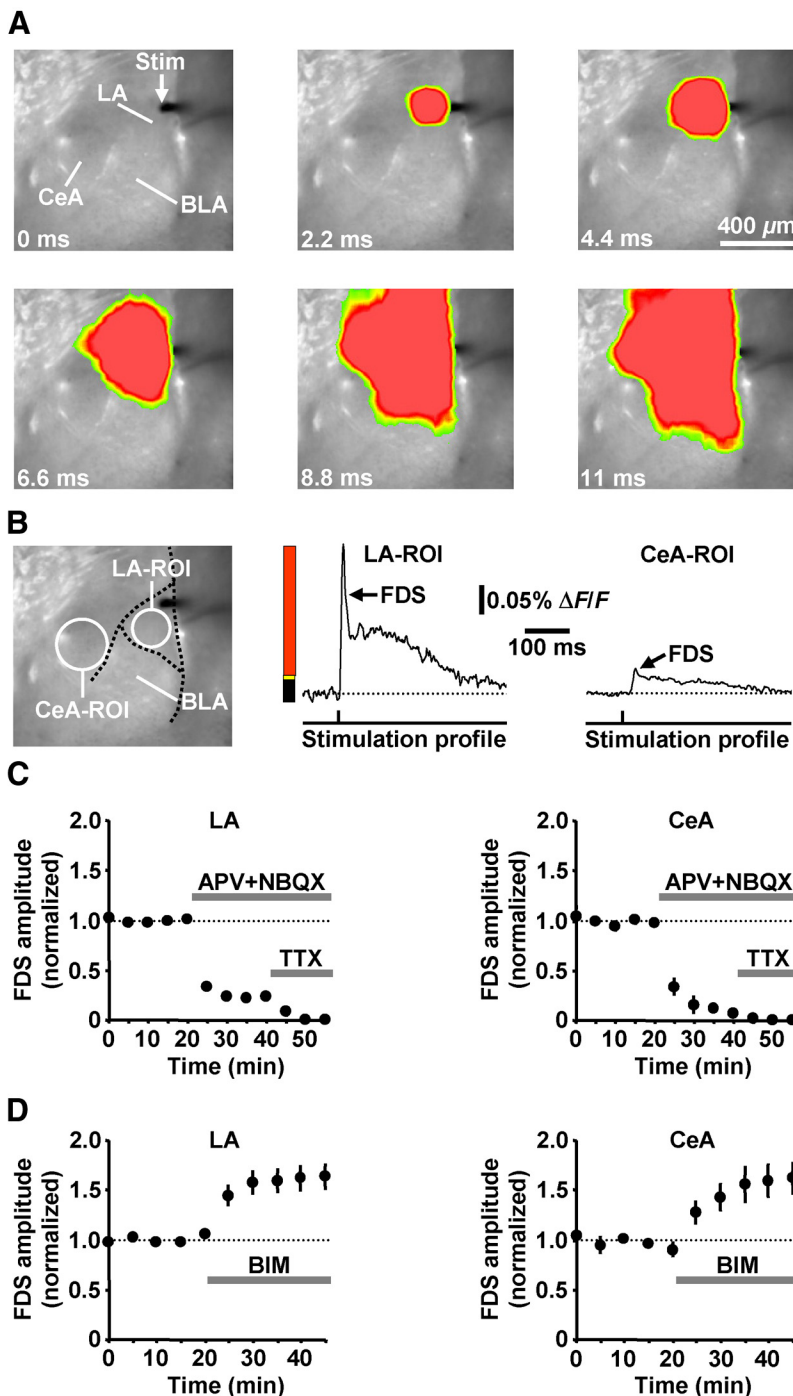 A
Stim
LA
CeA
BLA
0 ms
2.2 ms
4.4 ms
400 µm
6.6 ms
8.8 ms
11 ms
B
LA-ROI
CeA-ROI
BLA
LA-ROI
FDS
0.05% ΔF/F
100 ms
Stimulation profile
CeA-ROI
FDS
Stimulation profile
C
LA
FDS amplitude
(normalized)
2.0
1.5
1.0
0.5
0
APV+NBQX
TTX
0 10 20 30 40 50
Time (min)
CeA
FDS amplitude
(normalized)
2.0
1.5
1.0
0.5
0
APV+NBQX
TTX
0 10 20 30 40 50
Time (min)
D
LA
FDS amplitude
(normalized)
2.0
1.5
1.0
0.5
0
BIM
0 10 20 30 40
Time (min)
CeA
FDS amplitude
(normalized)
2.0
1.5
1.0
0.5
0
BIM
0 10 20 30 40
Time (min)